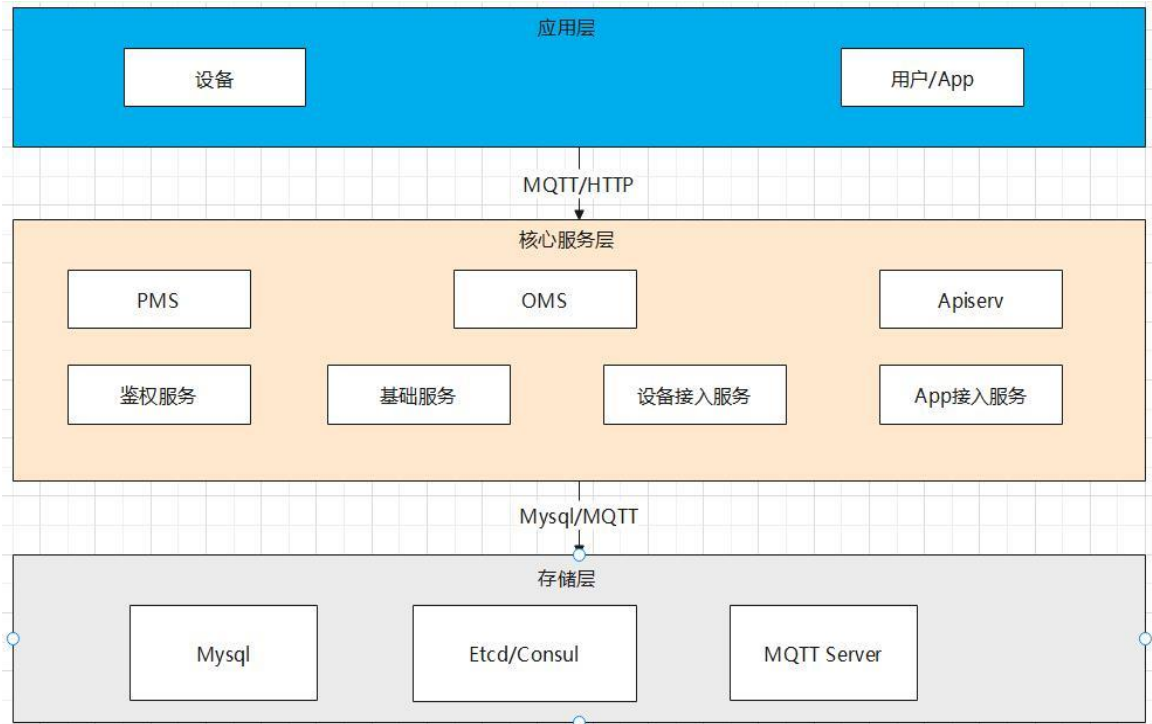 应用层
设备
用户/App
MQTT/HTTP
核心服务层
PMS
OMS
Apiserv
鉴权服务
基础服务
设备接入服务
App接入服务
Mysql/MQTT
存储层
Mysql
Etcd/Consul
MQTT Server